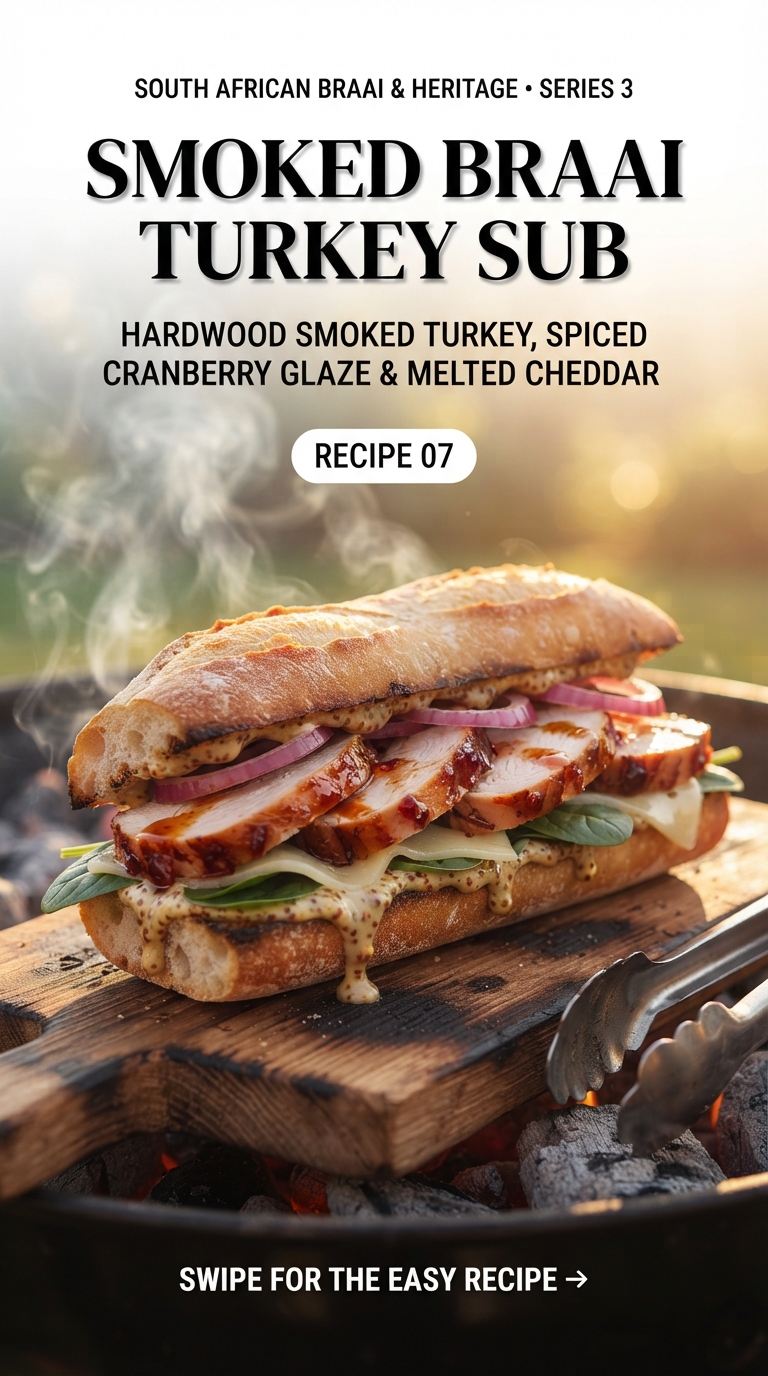 SOUTH AFRICAN BRAAI & HERITAGE • SERIES 3
SMOKED BRAAI
TURKEY SUB
HARDWOOD SMOKED TURKEY, SPICED
CRANBERRY GLAZE & MELTED CHEDDAR
RECIPE 07
SWIPE FOR THE EASY RECIPE →